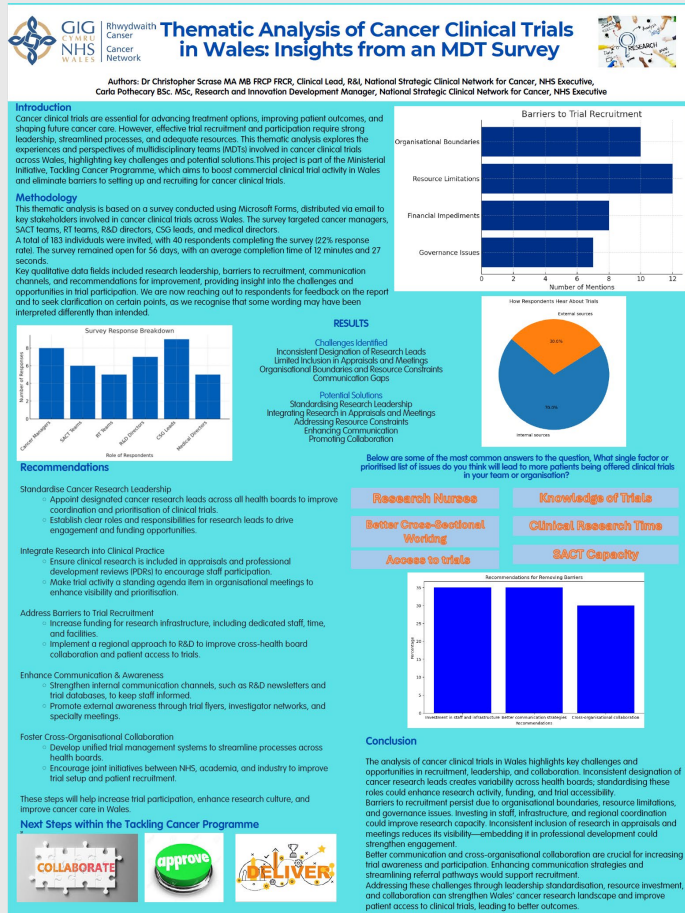 GIG
CYMRU
NHS
WALES
Rhwydwaith
Canser
Cancer
Network
Thematic Analysis of Cancer Clinical Trials
in Wales: Insights from an MDT Survey
RESEARCH
Authors: Dr Christopher Scrase MA MB FRCP FRCR, Clinical Lead, R&I, National Strategic Clinical Network for Cancer, NHS Executive,
Carla Pothecary BSc. MSc, Research and Innovation Development Manager, National Strategic Clinical Network for Cancer, NHS Executive
Introduction
Cancer clinical trials are essential for advancing treatment options, improving patient outcomes, and
shaping future cancer care. However, effective trial recruitment and participation require strong
leadership, streamlined processes, and adequate resources. This thematic analysis explores the
experiences and perspectives of multidisciplinary teams (MDTs) involved in cancer clinical trials
across Wales, highlighting key challenges and potential solutions.This project is part of the Ministerial
Initiative, Tackling Cancer Programme, which aims to boost commercial clinical trial activity in Wales
and eliminate barriers to setting up and recruiting for cancer clinical trials.
Methodology
This thematic analysis is based on a survey conducted using Microsoft Forms, distributed via email to
key stakeholders involved in cancer clinical trials across Wales. The survey targeted cancer managers,
SACT teams, RT teams, R&D directors, CSG leads, and medical directors.
A total of 183 individuals were invited, with 40 respondents completing the survey (22% response
rate). The survey remained open for 56 days, with an average completion time of 12 minutes and 27
seconds.
Key qualitative data fields included research leadership, barriers to recruitment, communication
channels, and recommendations for improvement, providing insight into the challenges and
opportunities in trial participation. We are now reaching out to respondents for feedback on the report
and to seek clarification on certain points, as we recognise that some wording may have been
interpreted differently than intended.
Barriers to Trial Recruitment
Organisational Boundaries
Resource Limitations
Financial Impediments
Governance Issues
0 2 4 6 8 10 12
Number of Mentions
Survey Response Breakdown
Number of Responses
8
6
4
2
0
Cancer Managers
SACT Teams
RT Teams
R&D Directors
CSG Leads
Medical Directors
Role of Respondents
RESULTS
Challenges Identified
Inconsistent Designation of Research Leads
Limited Inclusion in Appraisals and Meetings
Organisational Boundaries and Resource Constraints
Communication Gaps
Potential Solutions
Standardising Research Leadership
Integrating Research in Appraisals and Meetings
Addressing Resource Constraints
Enhancing Communication
Promoting Collaboration
How Respondents Hear About Trials
External sources
30.0%
70.0%
Internal sources
Recommendations
Standardise Cancer Research Leadership
Appoint designated cancer research leads across all health boards to improve
coordination and prioritisation of clinical trials.
Establish clear roles and responsibilities for research leads to drive
engagement and funding opportunities.
Integrate Research into Clinical Practice
Ensure clinical research is included in appraisals and professional
development reviews (PDRs) to encourage staff participation.
Make trial activity a standing agenda item in organisational meetings to
enhance visibility and prioritisation.
Address Barriers to Trial Recruitment
Increase funding for research infrastructure, including dedicated staff, time,
and facilities.
Implement a regional approach to R&D to improve cross-health board
collaboration and patient access to trials.
Enhance Communication & Awareness
Strengthen internal communication channels, such as R&D newsletters and
trial databases, to keep staff informed.
Promote external awareness through trial flyers, investigator networks, and
specialty meetings.
Foster Cross-Organisational Collaboration
Develop unified trial management systems to streamline processes across
health boards.
Encourage joint initiatives between NHS, academia, and industry to improve
trial setup and patient recruitment.
These steps will help increase trial participation, enhance research culture, and
improve cancer care in Wales.
Next Steps within the Tackling Cancer Programme
COLLABORATE
approve
DELIVER
Below are some of the most common answers to the question, What single factor or
prioritised list of issues do you think will lead to more patients being offered clinical trials
in your team or organisation?
Research Nurses
Knowledge of Trials
Better Cross-Sectional
Working
Clinical Research Time
Access to trials
SACT Capacity
Recommendations for Removing Barriers
Percentage
35
30
25
20
15
10
5
0
Investment in staff and infrastructure
Better communication strategies
Cross-organisational collaboration
Recommendations
Conclusion
The analysis of cancer clinical trials in Wales highlights key challenges and
opportunities in recruitment, leadership, and collaboration. Inconsistent designation of
cancer research leads creates variability across health boards; standardising these
roles could enhance research activity, funding, and trial accessibility.
Barriers to recruitment persist due to organisational boundaries, resource limitations,
and governance issues. Investing in staff, infrastructure, and regional coordination
could improve research capacity. Inconsistent inclusion of research in appraisals and
meetings reduces its visibility—embedding it in professional development could
strengthen engagement.
Better communication and cross-organisational collaboration are crucial for increasing
trial awareness and participation. Enhancing communication strategies and
streamlining referral pathways would support recruitment.
Addressing these challenges through leadership standardisation, resource investment,
and collaboration can strengthen Wales' cancer research landscape and improve
patient access to clinical trials, leading to better outcomes.